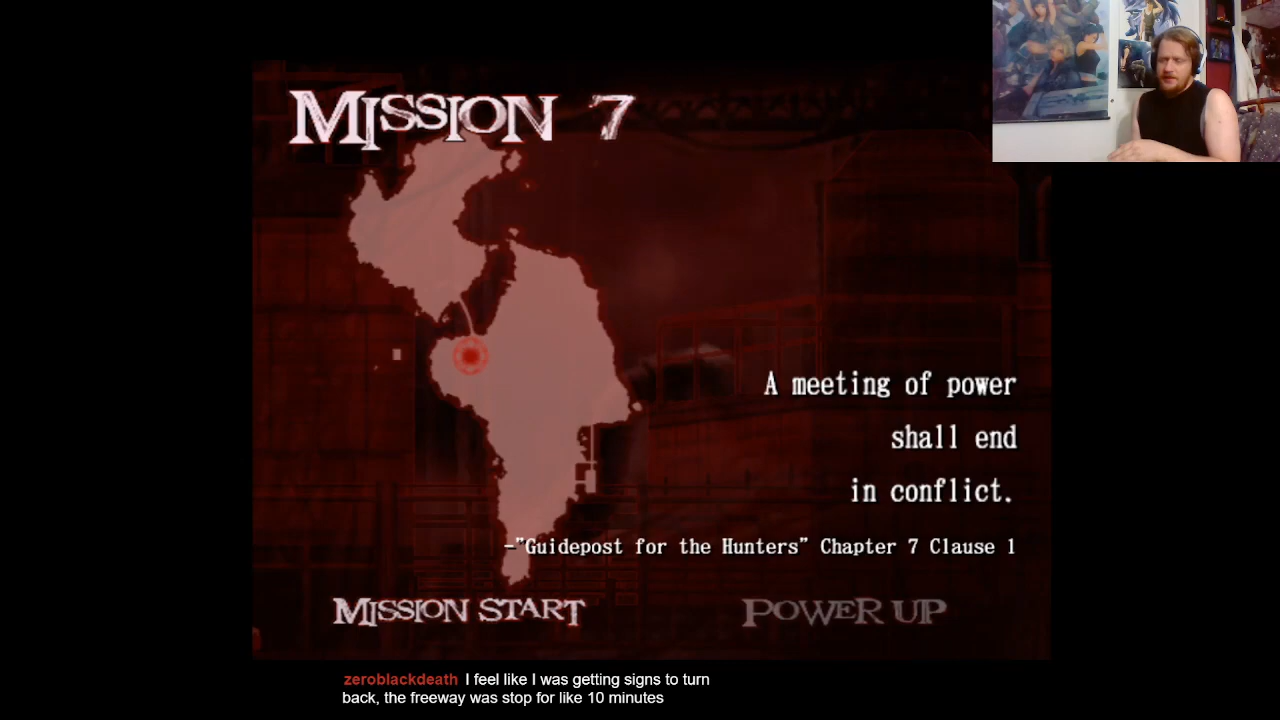 MISSION 7
A meeting of power
shall end
in conflict.
-"Guidepost for the Hunters" Chapter 7 Clause 1
MISSION START
POWER UP
zeroblackdeath I feel like I was getting signs to turn
back, the freeway was stop for like 10 minutes